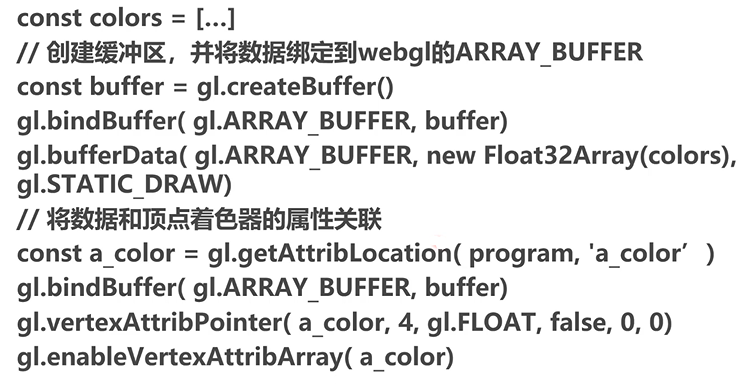 const colors = [...]
// 创建缓冲区，并将数据绑定到webgl的ARRAY_BUFFER
const buffer = gl.createBuffer()
gl.bindBuffer( gl.ARRAY_BUFFER, buffer)
gl.bufferData( gl.ARRAY_BUFFER, new Float32Array(colors),
gl.STATIC_DRAW)
// 将数据和顶点着色器的属性关联
const a_color = gl.getAttribLocation( program, 'a_color’ )
gl.bindBuffer( gl.ARRAY_BUFFER, buffer)
gl.vertexAttribPointer( a_color, 4, gl.FLOAT, false, 0, 0)
gl.enableVertexAttribArray( a_color)